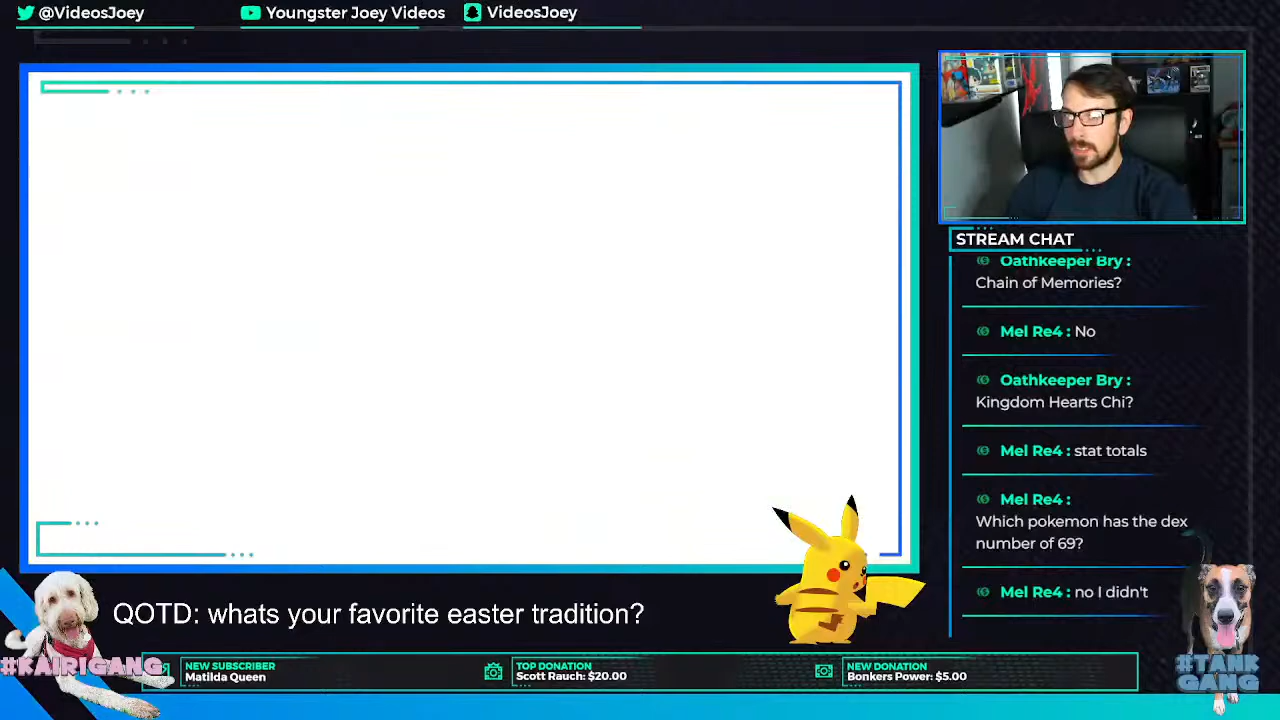 @VideosJoey
Youngster Joey Videos
VideosJoey
STREAM CHAT
Oathkeeper Bry :
Chain of Memories?
Mel Re4 : No
Oathkeeper Bry :
Kingdom Hearts Chi?
Mel Re4 : stat totals
Mel Re4 :
Which pokemon has the dex
number of 69?
Mel Re4 : no I didn't
QOTD: whats your favorite easter tradition?
#KAIRIGANG
NEW SUBSCRIBER
Matilda Queen
TOP DONATION
Scott Rauch: $20.00
NEW DONATION
Bonkers Power: $5.00
#TANK
GANG